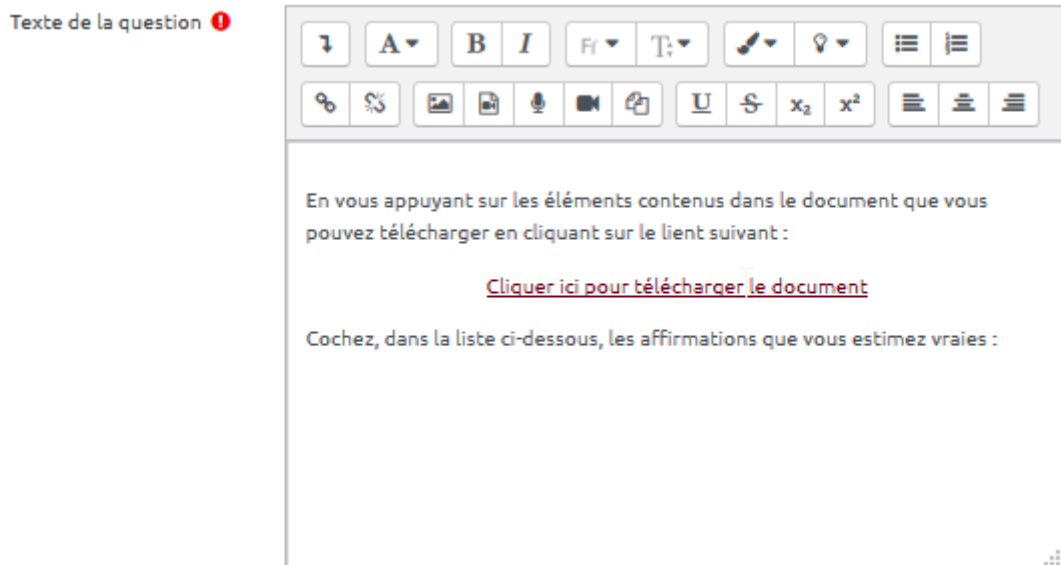 Texte de la question
A
B I
U S x₂ x²
En vous appuyant sur les éléments contenus dans le document que vous
pouvez télécharger en cliquant sur le lient suivant :
Cliquer ici pour télécharger le document
Cochez, dans la liste ci-dessous, les affirmations que vous estimez vraies :